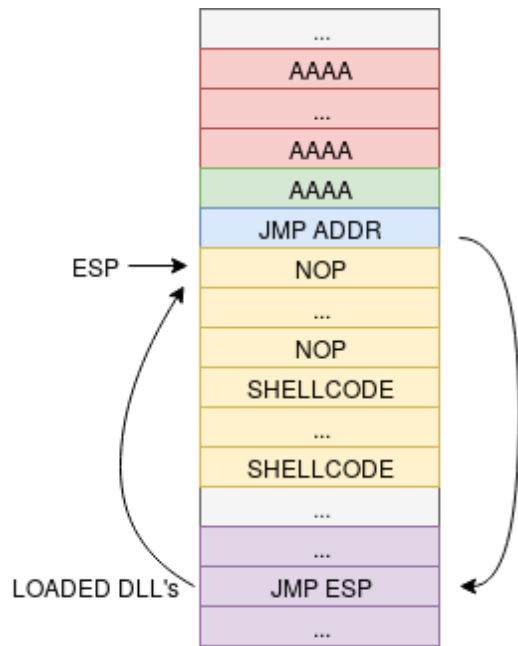 ...
AAAA
...
AAAA
AAAA
JMP ADDR
ESP
NOP
...
NOP
SHELLCODE
...
SHELLCODE
...
...
LOADED DLL's
JMP ESP
...